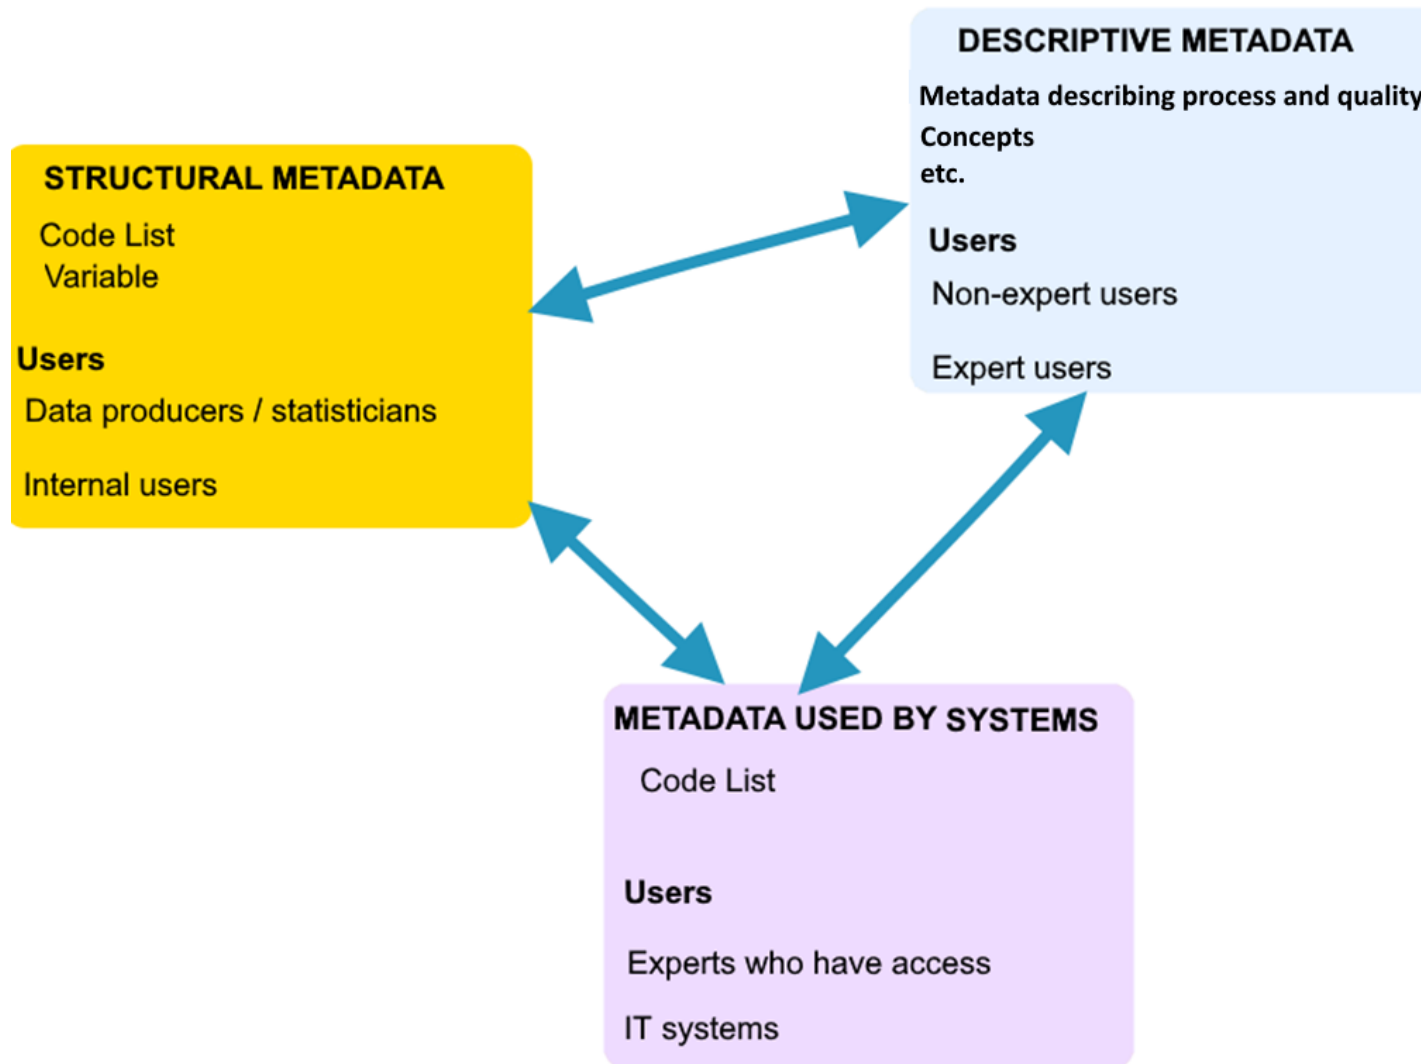 STRUCTURAL METADATA
Code List
Variable
Users
Data producers / statisticians
Internal users
DESCRIPTIVE METADATA
Metadata describing process and quality
Concepts
etc.
Users
Non-expert users
Expert users
METADATA USED BY SYSTEMS
Code List
Users
Experts who have access
IT systems